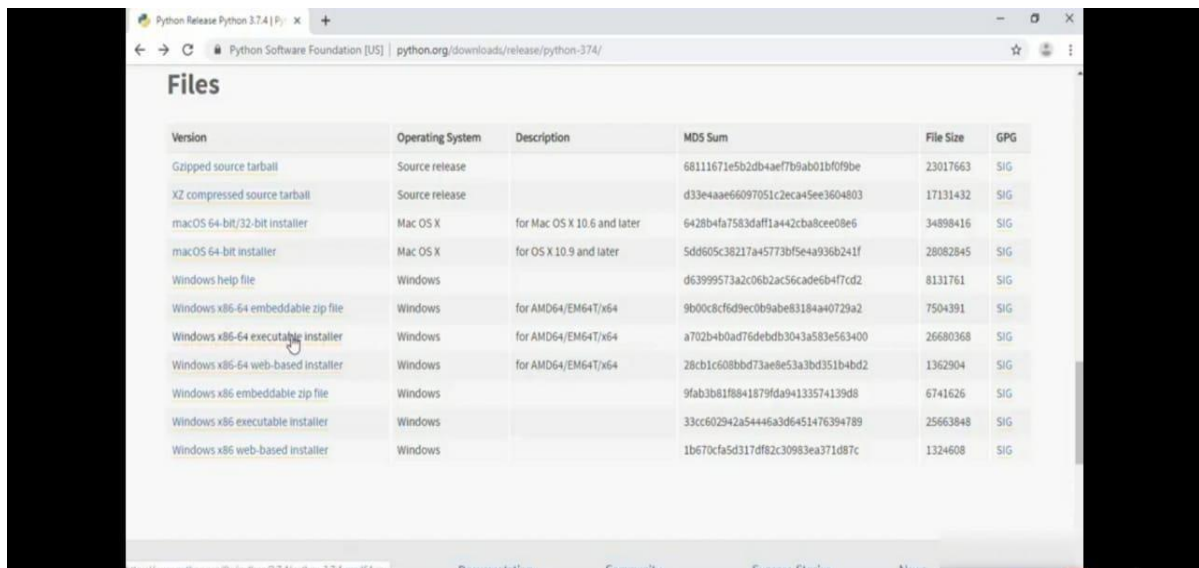 Python Release Python 3.7.4 | Py
Python Software Foundation [US] | python.org/downloads/release/python-374/
Files
Version Operating System Description MD5 Sum File Size GPG
Gzipped source tarball Source release 68111671e5b2db4aef7b9ab01bf0f9be 23017663 SIG
XZ compressed source tarball Source release d33e4aae66097051c2eca45ee3604803 17131432 SIG
macOS 64-bit/32-bit installer Mac OS X for Mac OS X 10.6 and later 6428b4fa7583daff1a442cba8cee08e6 34898416 SIG
macOS 64-bit installer Mac OS X for OS X 10.9 and later 5dd605c38217a45773bf5e4a936b241f 28082845 SIG
Windows help file Windows d63999573a2c06b2ac56cade6b4f7cd2 8131761 SIG
Windows x86-64 embeddable zip file Windows for AMD64/EM64T/x64 9b00c8cf6d9ec0b9abe83184a40729a2 7504391 SIG
Windows x86-64 executable installer Windows for AMD64/EM64T/x64 a702b4b0ad76debdb3043a583e563400 26680368 SIG
Windows x86-64 web-based installer Windows for AMD64/EM64T/x64 28cb1c608bbd73ae8e53a3bd351b4bd2 1362904 SIG
Windows x86 embeddable zip file Windows 9fab3b81f8841879fda94133574139d8 6741626 SIG
Windows x86 executable installer Windows 33cc602942a54446a3d6451476394789 25663848 SIG
Windows x86 web-based installer Windows 1b670cfa5d317df82c30983ea371d87c 1324608 SIG